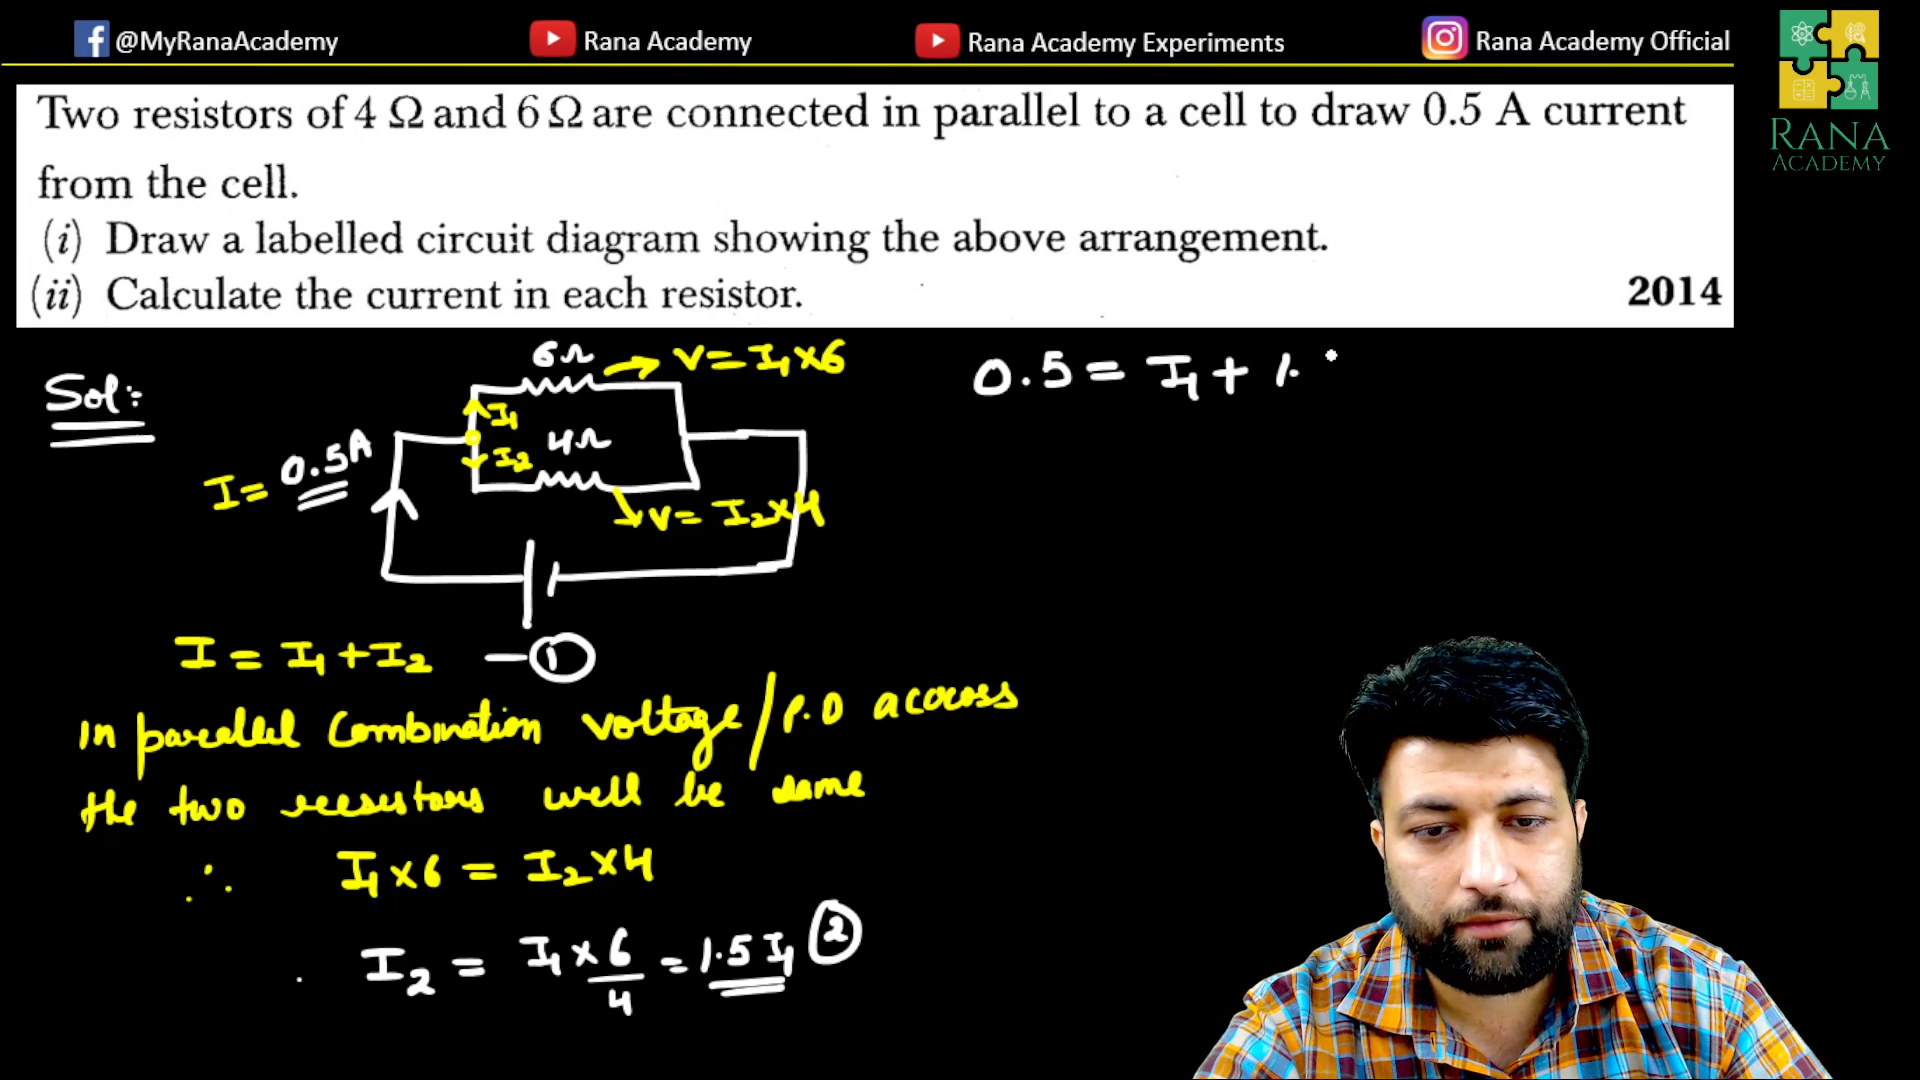 @MyRanaAcademy
Rana Academy
Rana Academy Experiments
Rana Academy Official
RANA
ACADEMY
Two resistors of 4 Ω and 6 Ω are connected in parallel to a cell to draw 0.5 A current
from the cell.
(i) Draw a labelled circuit diagram showing the above arrangement.
(ii) Calculate the current in each resistor.
2014
Sol:
6Ω → V = I₁×6
I₁
I₂
4Ω
I = 0.5A
V = I₂×4
I = I₁ + I₂ — ①
In parallel Combination voltage/P.D accross
the two resistors will be same
∴ I₁×6 = I₂×4
I₂ = I₁×6/4 = 1.5 I₁ ②
0.5 = I₁ + 1.